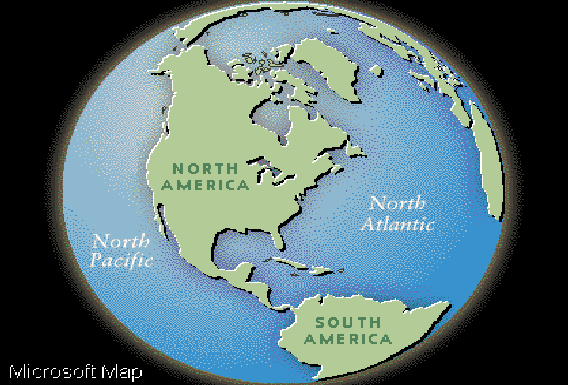 NORTH
AMERICA
North
Atlantic
North
Pacific
SOUTH
AMERICA
Microsoft Map